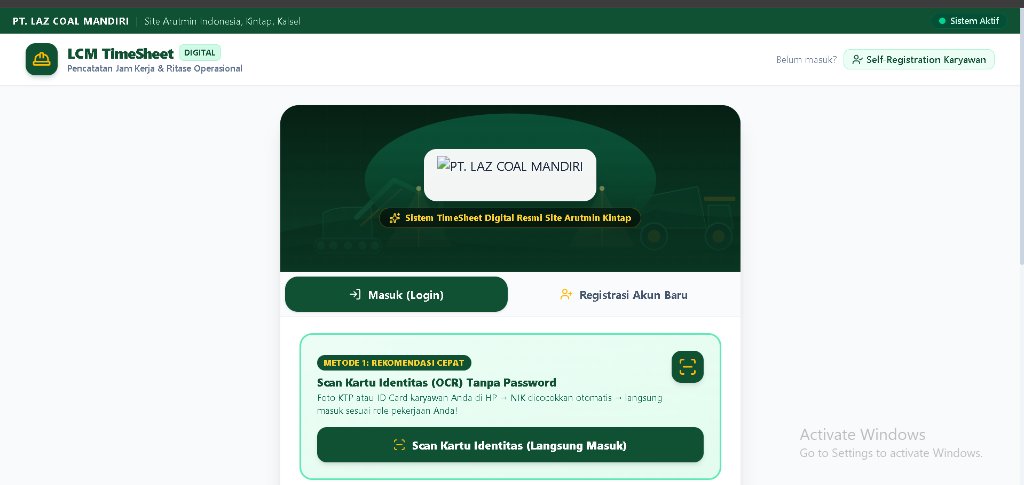 PT. LAZ COAL MANDIRI | Site Arutmin Indonesia, Kintap, Kalsel
Sistem Aktif
LCM TimeSheet DIGITAL
Pencatatan Jam Kerja & Ritase Operasional
Belum masuk? Self-Registration Karyawan
PT. LAZ COAL MANDIRI
Sistem TimeSheet Digital Resmi Site Arutmin Kintap
Masuk (Login)
Registrasi Akun Baru
METODE 1: REKOMENDASI CEPAT
Scan Kartu Identitas (OCR) Tanpa Password
Foto KTP atau ID Card karyawan Anda di HP → NIK dicocokkan otomatis → langsung
masuk sesuai role pekerjaan Anda!
Scan Kartu Identitas (Langsung Masuk)
Activate Windows
Go to Settings to activate Windows.